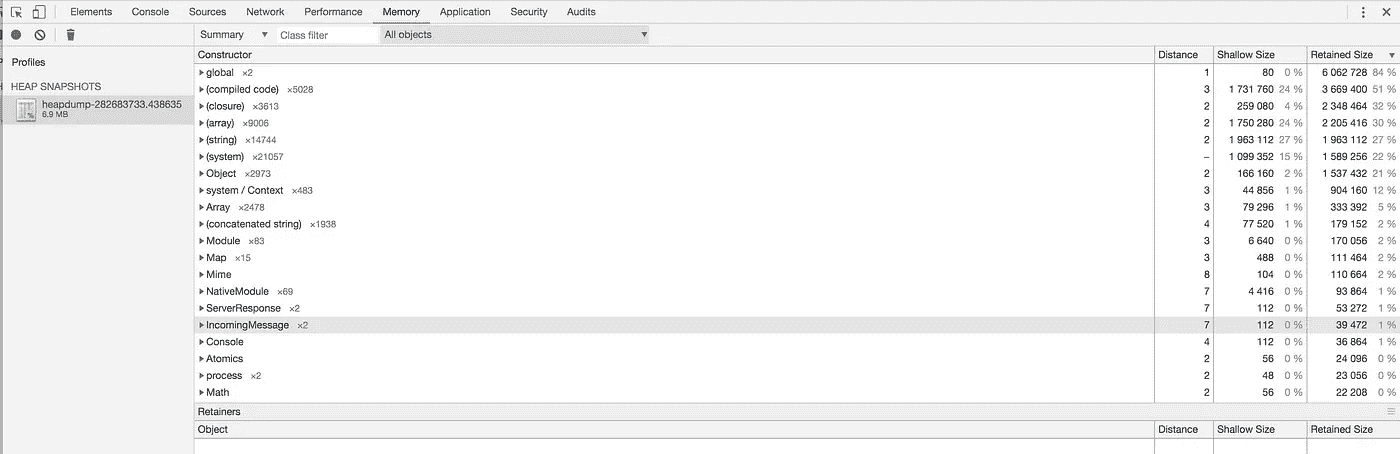 Elements Console Sources Network Performance Memory Application Security Audits
Summary ▼ Class filter All objects ▼
Profiles
HEAP SNAPSHOTS
heapdump-282683733.438635
6.9 MB
Constructor Distance Shallow Size Retained Size ▼
global ×2 1 80 0 % 6 062 728 84 %
(compiled code) ×5028 3 1 731 760 24 % 3 669 400 51 %
(closure) ×3613 2 259 080 4 % 2 348 464 32 %
(array) ×9006 2 1 750 280 24 % 2 205 416 30 %
(string) ×14744 2 1 963 112 27 % 1 963 112 27 %
(system) ×21057 – 1 099 352 15 % 1 589 256 22 %
Object ×2973 2 166 160 2 % 1 537 432 21 %
system / Context ×483 3 44 856 1 % 904 160 12 %
Array ×2478 3 79 296 1 % 333 392 5 %
(concatenated string) ×1938 4 77 520 1 % 179 152 2 %
Module ×83 3 6 640 0 % 170 056 2 %
Map ×15 3 488 0 % 111 464 2 %
Mime 8 104 0 % 110 664 2 %
NativeModule ×69 7 4 416 0 % 93 864 1 %
ServerResponse ×2 7 112 0 % 53 272 1 %
IncomingMessage ×2 7 112 0 % 39 472 1 %
Console 4 112 0 % 36 864 1 %
Atomics 2 56 0 % 24 096 0 %
process ×2 2 48 0 % 23 056 0 %
Math 2 56 0 % 22 208 0 %
Retainers
Object Distance Shallow Size Retained Size